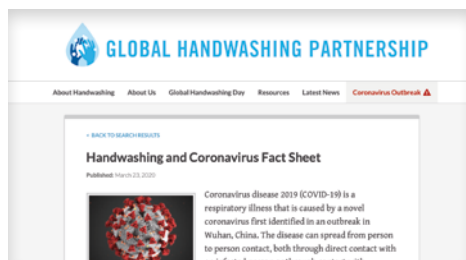 GLOBAL HANDWASHING PARTNERSHIP
About Handwashing About Us Global Handwashing Day Resources Latest News Coronavirus Outbreak
« BACK TO SEARCH RESULTS
Handwashing and Coronavirus Fact Sheet
Published: March 23, 2020
Coronavirus disease 2019 (COVID-19) is a
respiratory illness that is caused by a novel
coronavirus first identified in an outbreak in
Wuhan, China. The disease can spread from person
to person contact, both through direct contact with